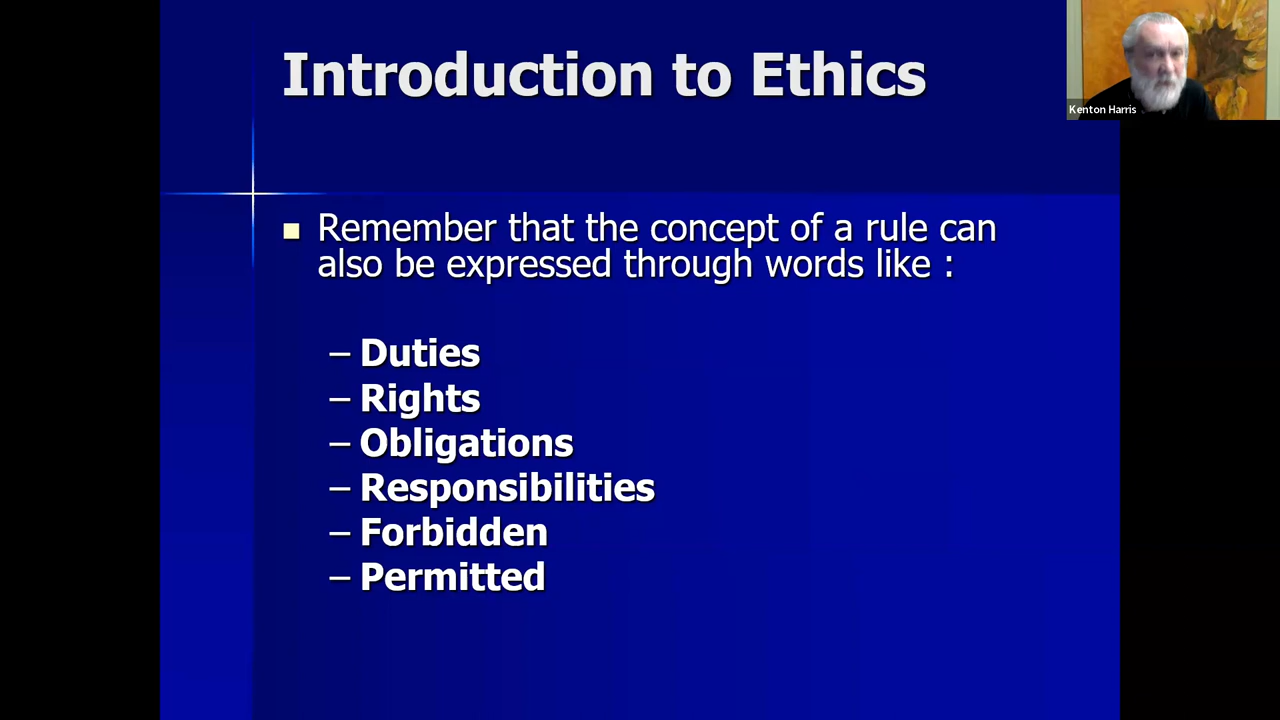 Introduction to Ethics
Kenton Harris
Remember that the concept of a rule can
also be expressed through words like :
– Duties
– Rights
– Obligations
– Responsibilities
– Forbidden
– Permitted